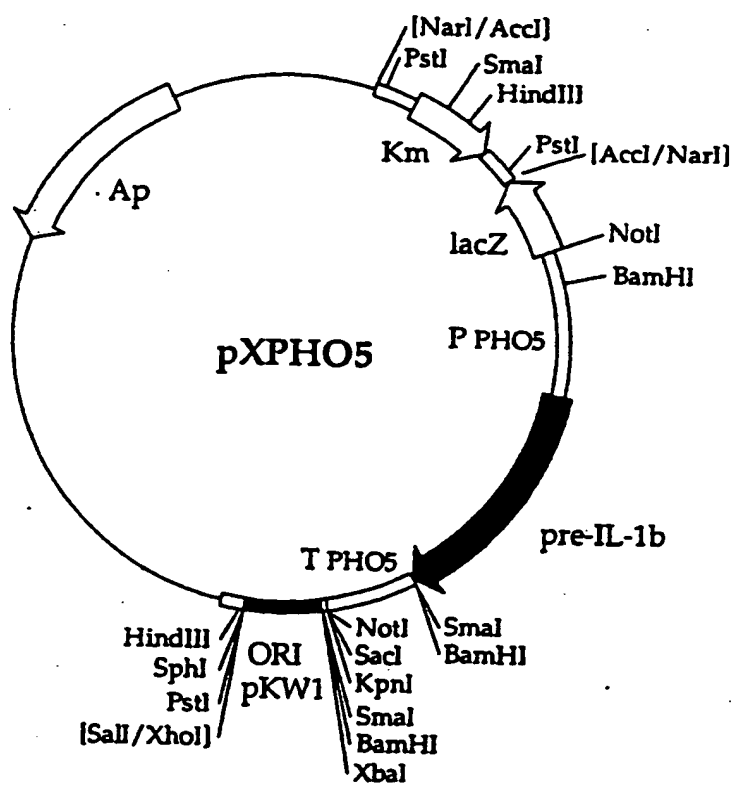 [NarI/AccI]
PstI
SmaI
HindIII
Km
PstI
[AccI/NarI]
Ap
lacZ
NotI
BamHI
P PHO5
pXPHO5
pre-IL-1b
T PHO5
HindIII
SphI
PstI
[SalI/XhoI]
ORI
pKW1
NotI
SacI
KpnI
SmaI
BamHI
XbaI
SmaI
BamHI